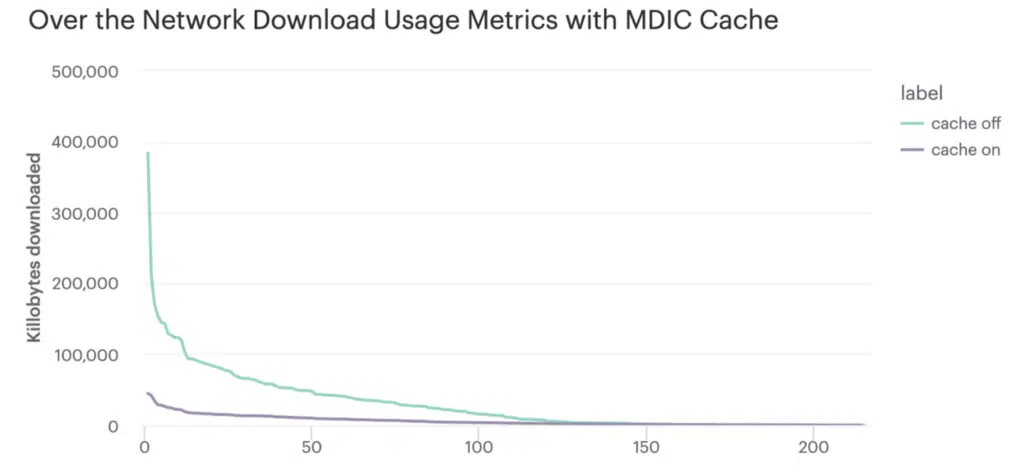 Over the Network Download Usage Metrics with MDIC Cache
500,000
400,000
300,000
200,000
100,000
0
Killobytes downloaded
0 50 100 150 200
label
cache off
cache on